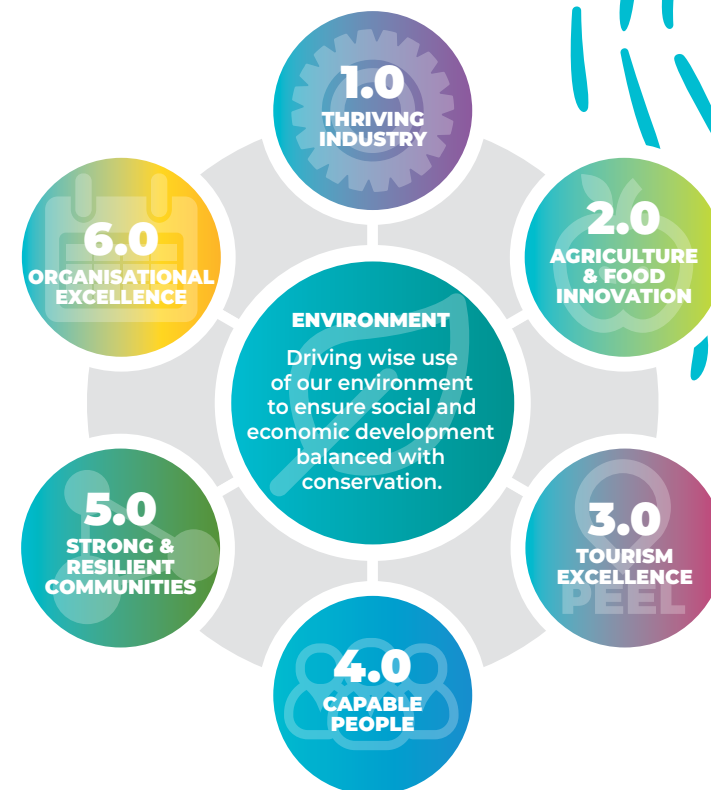 1.0
THRIVING
INDUSTRY
2.0
AGRICULTURE
& FOOD
INNOVATION
3.0
TOURISM
EXCELLENCE
PEEL
4.0
CAPABLE
PEOPLE
5.0
STRONG &
RESILIENT
COMMUNITIES
6.0
ORGANISATIONAL
EXCELLENCE
ENVIRONMENT
Driving wise use
of our environment
to ensure social and
economic development
balanced with
conservation.